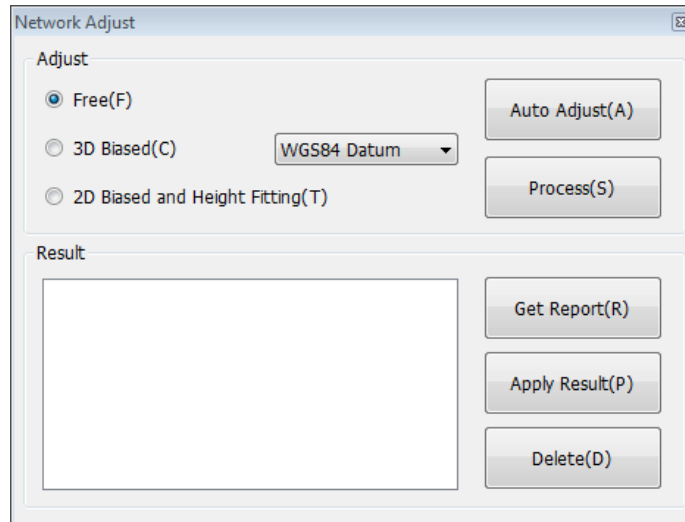 Network Adjust
Adjust
Free(F)
Auto Adjust(A)
3D Biased(C)
WGS84 Datum
Process(S)
2D Biased and Height Fitting(T)
Result
Get Report(R)
Apply Result(P)
Delete(D)